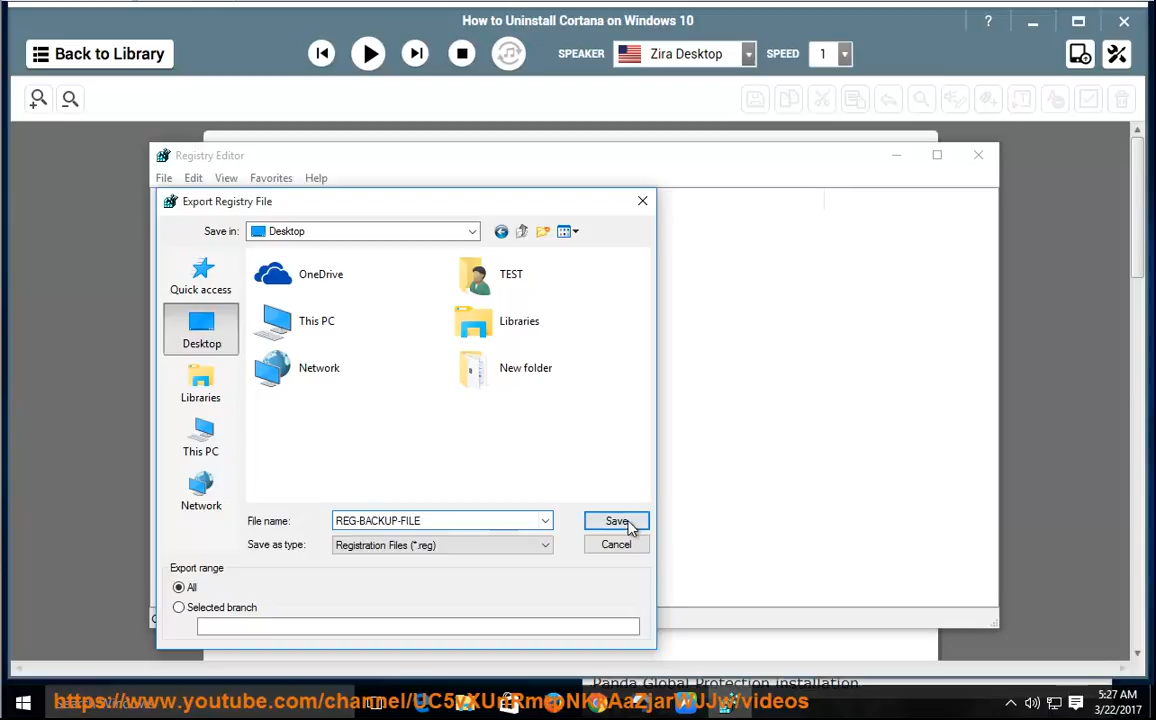 How to Uninstall Cortana on Windows 10
?
Back to Library
SPEAKER
Zira Desktop
SPEED
1
Registry Editor
File Edit View Favorites Help
Export Registry File
Save in:
Desktop
Quick access
Desktop
Libraries
This PC
Network
OneDrive
TEST
This PC
Libraries
Network
New folder
File name:
REG-BACKUP-FILE
Save
Save as type:
Registration Files (*.reg)
Cancel
Export range
All
Selected branch
Panda Global Protection installation.
5:27 AM
3/22/2017